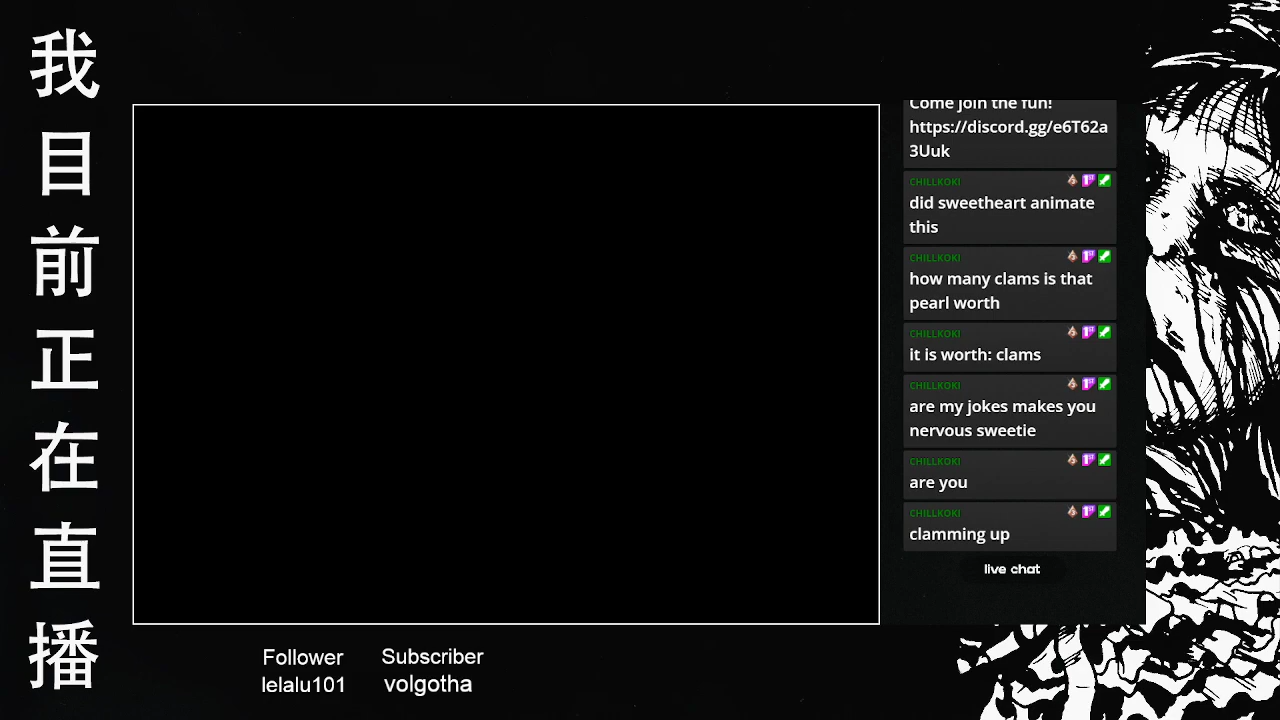 我
目
前
正
在
直
播
Come join the fun!
https://discord.gg/e6T62a
3Uuk
CHILLKOKI
did sweetheart animate
this
CHILLKOKI
how many clams is that
pearl worth
CHILLKOKI
it is worth: clams
CHILLKOKI
are my jokes makes you
nervous sweetie
CHILLKOKI
are you
CHILLKOKI
clamming up
live chat
Follower
lelalu101
Subscriber
volgotha